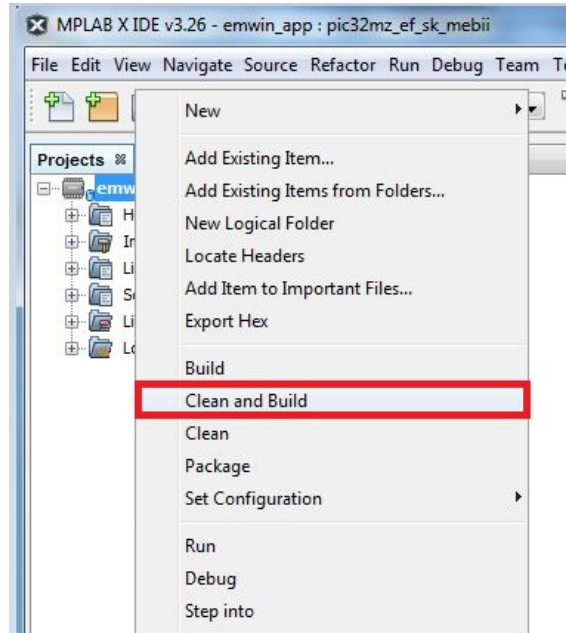 MPLAB X IDE v3.26 - emwin_app : pic32mz_ef_sk_mebii
File Edit View Navigate Source Refactor Run Debug Team
Projects
New
Add Existing Item...
Add Existing Items from Folders...
New Logical Folder
Locate Headers
Add Item to Important Files...
Export Hex
Build
Clean and Build
Clean
Package
Set Configuration
Run
Debug
Step into